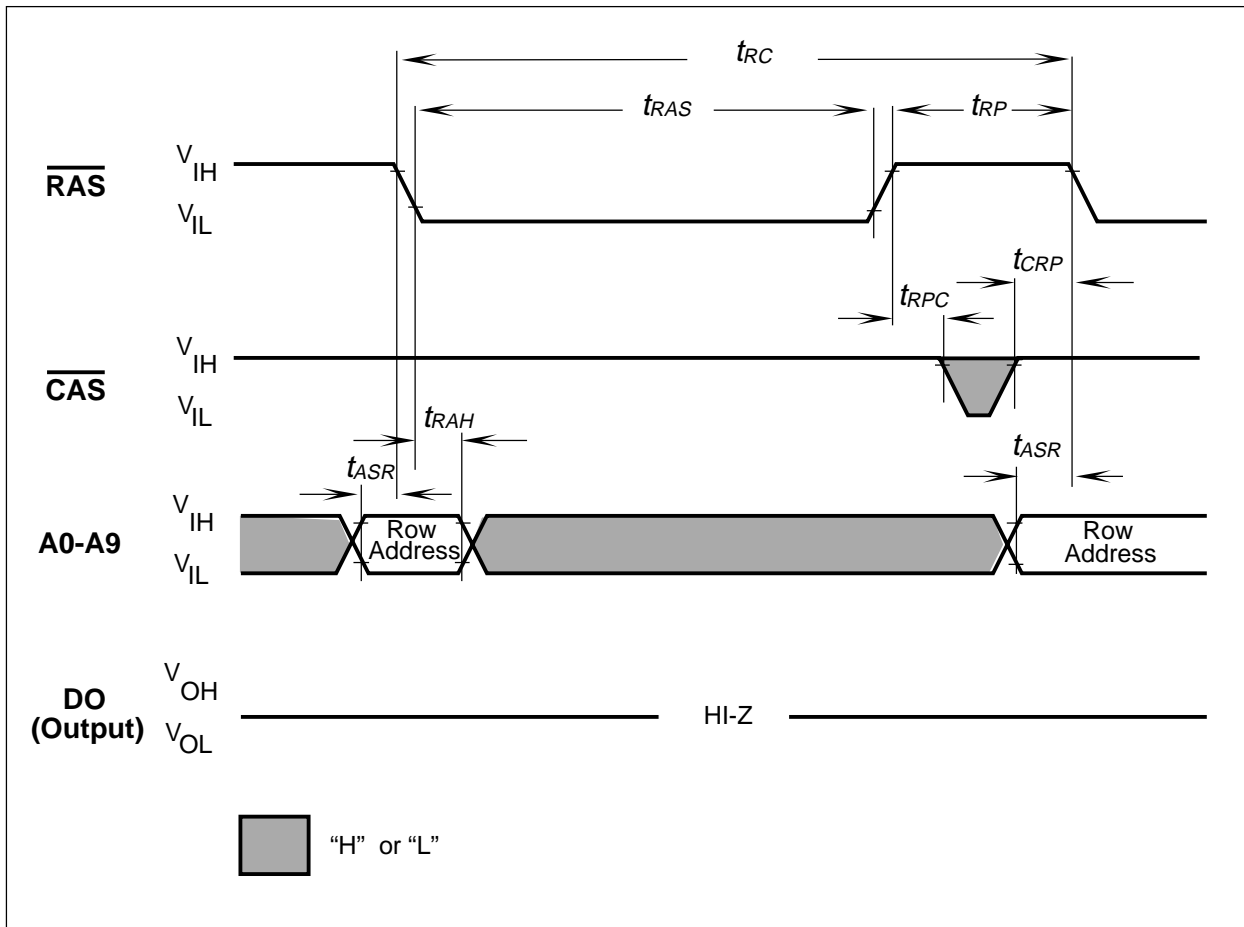 tRC
tRAS
tRP
RAS
VIH
VIL
tCRP
tRPC
CAS
VIH
VIL
tRAH
tASR
tASR
A0-A9
VIH
VIL
Row
Address
Row
Address
DO
(Output)
VOH
VOL
HI-Z
“H” or “L”